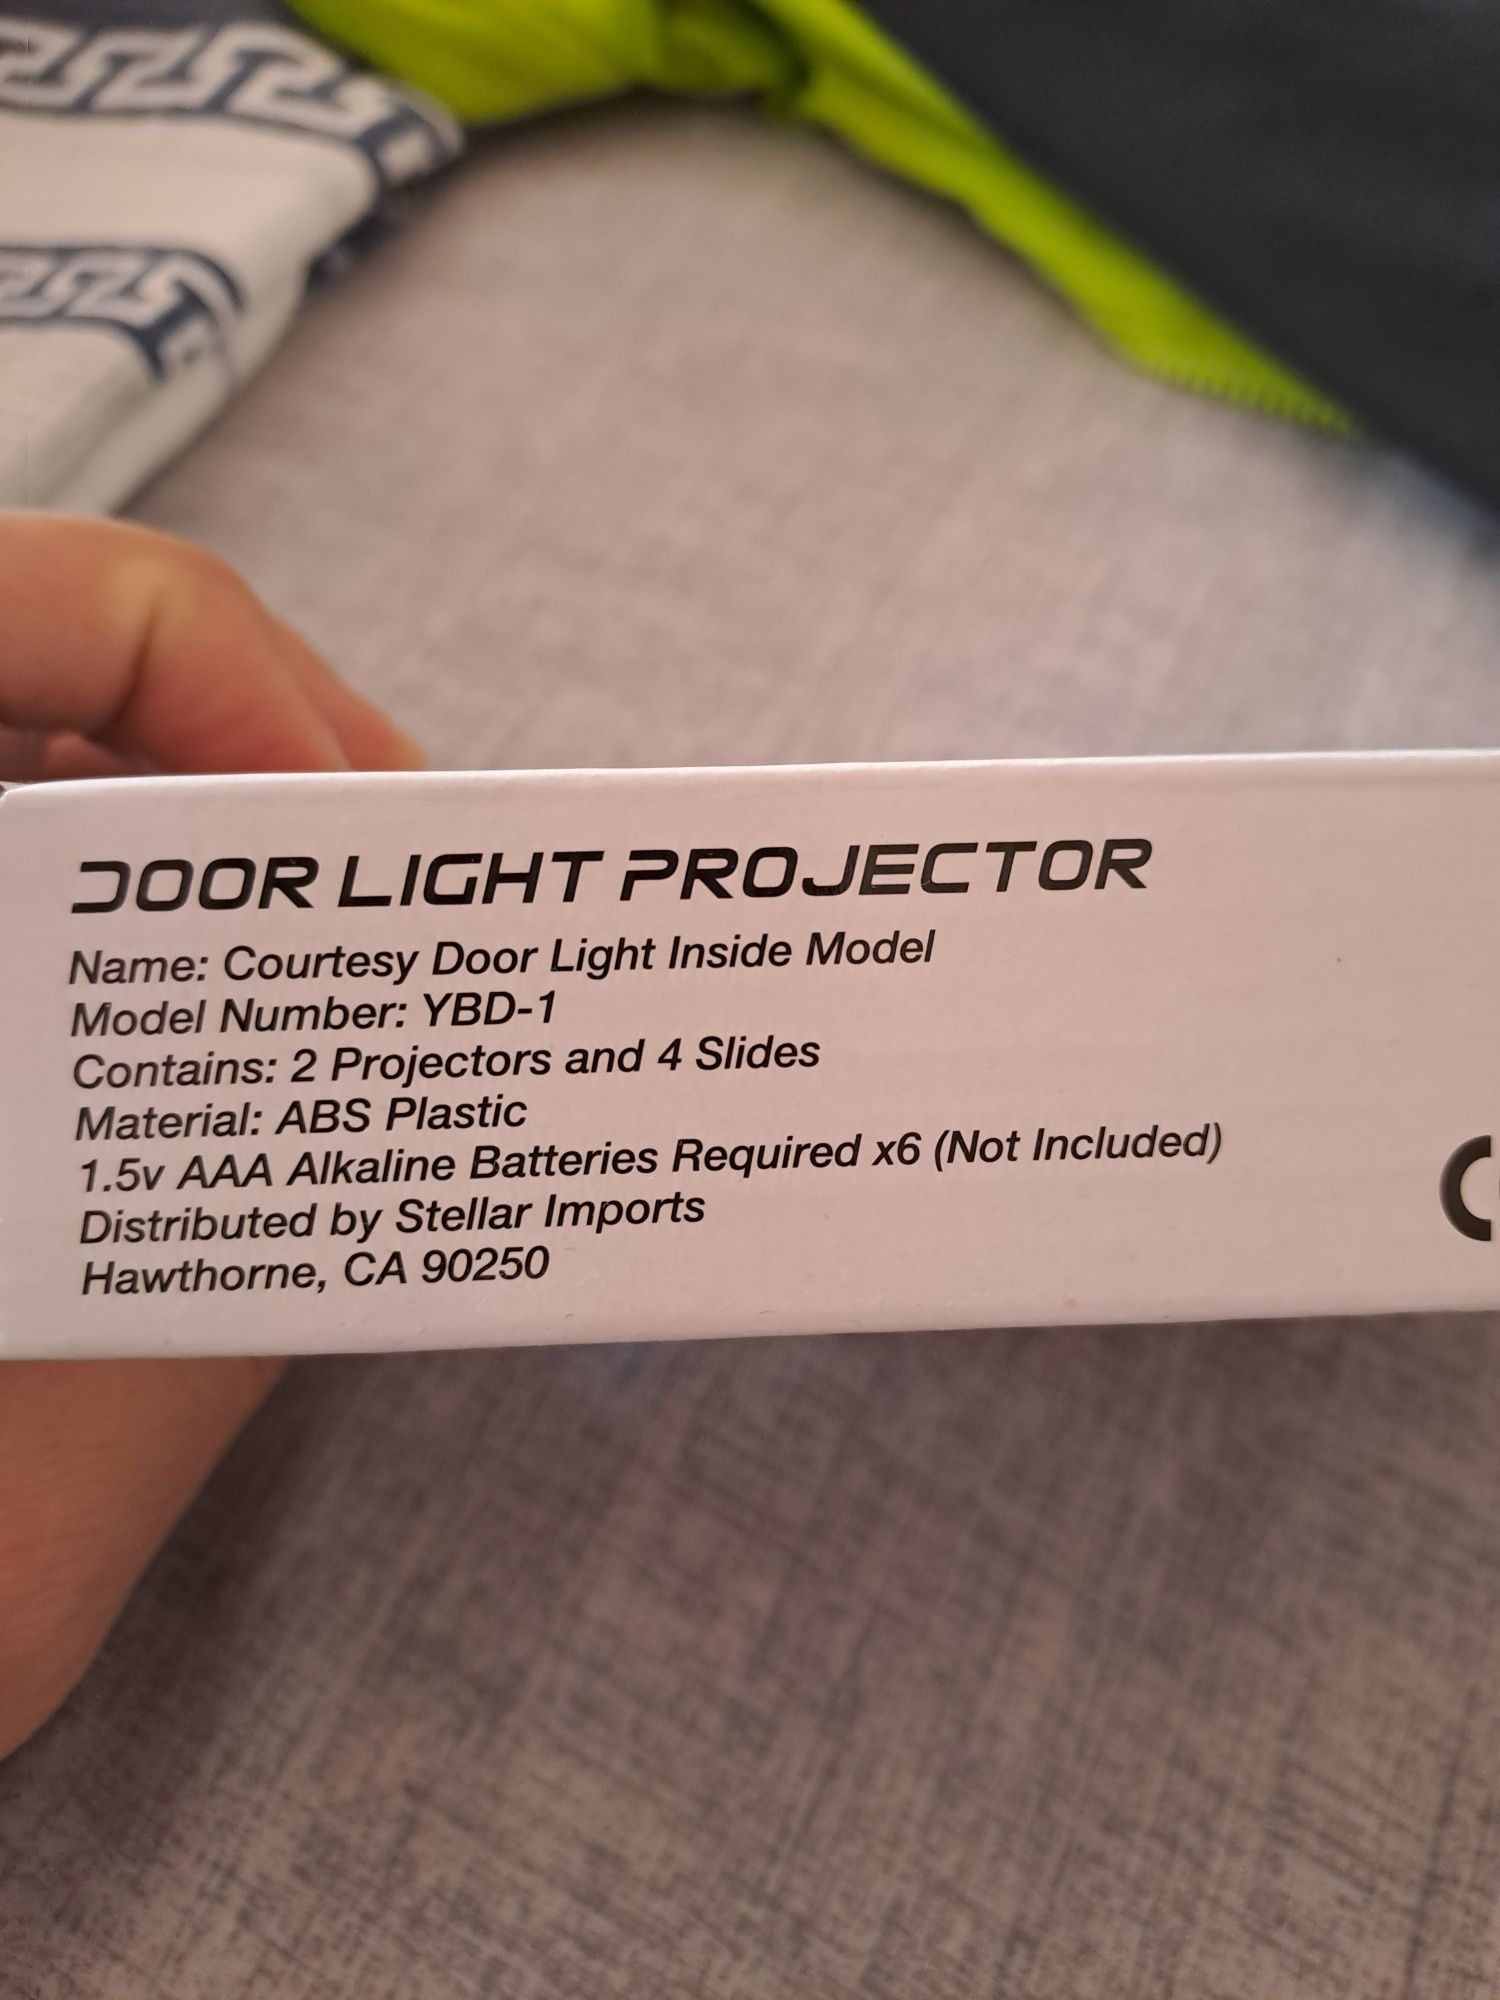 DOOR LIGHT PROJECTOR
Name: Courtesy Door Light Inside Model
Model Number: YBD-1
Contains: 2 Projectors and 4 Slides
Material: ABS Plastic
1.5v AAA Alkaline Batteries Required x6 (Not Included)
Distributed by Stellar Imports
Hawthorne, CA 90250